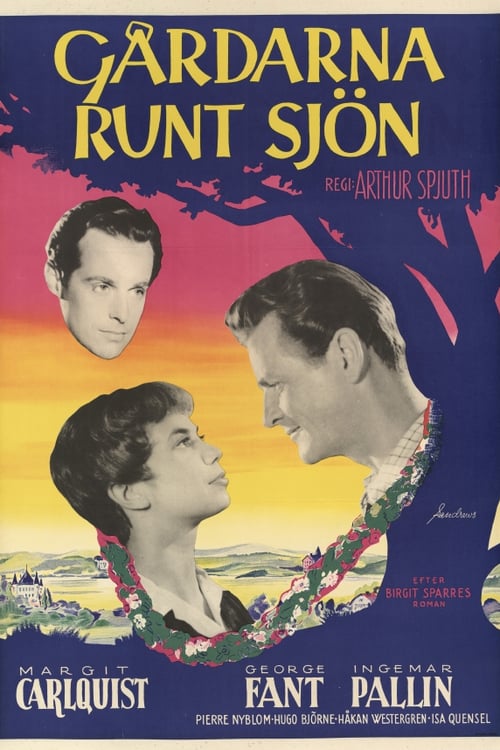 GÅRDARNA
RUNT SJÖN
REGI: ARTHUR SPJUTH
Sandrews
EFTER
BIRGIT SPARRES
ROMAN
MARGIT
CARLQUIST
GEORGE
FANT
INGEMAR
PALLIN
PIERRE NYBLOM·HUGO BJÖRNE·HÅKAN WESTERGREN·ISA QUENSEL